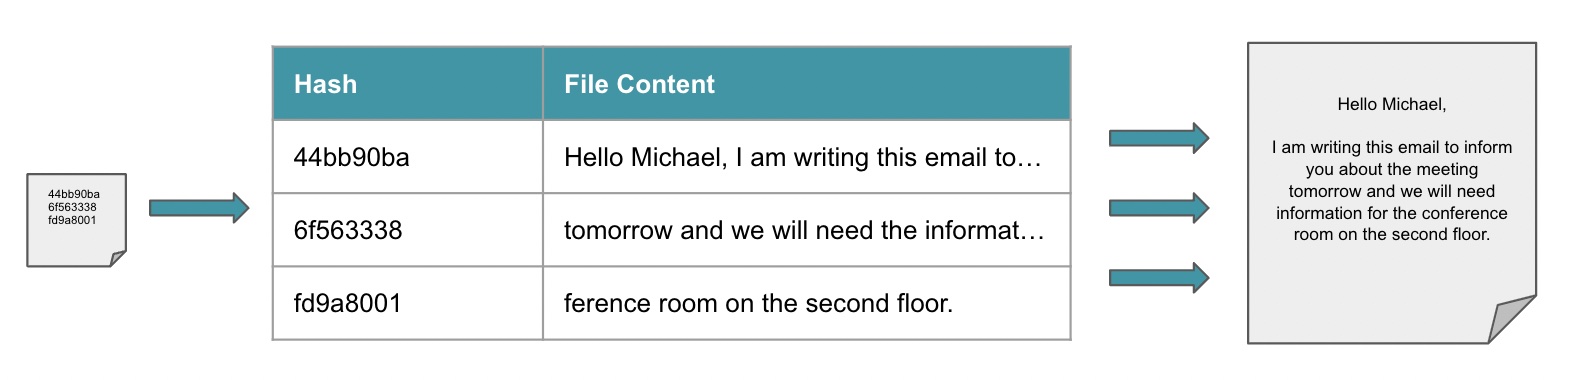 44bb90ba
6f563338
fd9a8001
Hash File Content
44bb90ba Hello Michael, I am writing this email to…
6f563338 tomorrow and we will need the informat…
fd9a8001 ference room on the second floor.
Hello Michael,
I am writing this email to inform
you about the meeting
tomorrow and we will need
information for the conference
room on the second floor.